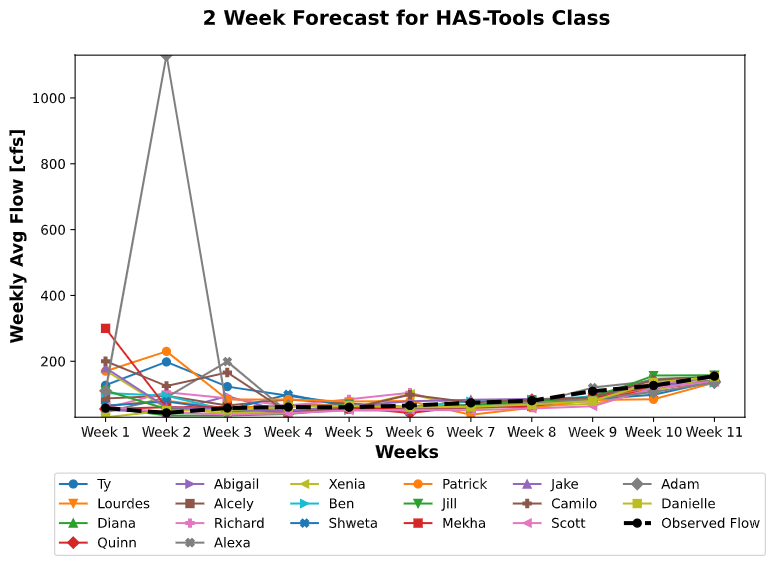 2 Week Forecast for HAS-Tools Class
Weekly Avg Flow [cfs]
1000
800
600
400
200
Week 1 Week 2 Week 3 Week 4 Week 5 Week 6 Week 7 Week 8 Week 9 Week 10 Week 11
Weeks
Ty Abigail Xenia Patrick Jake Adam
Lourdes Alcely Ben Jill Camilo Danielle
Diana Richard Shweta Mekha Scott Observed Flow
Quinn Alexa